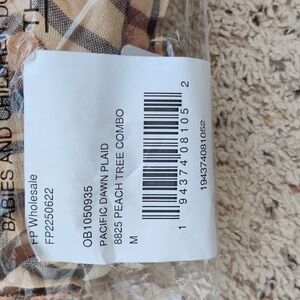 BABIES AND CHILDREN
TH
FP Wholesale
FP2250622
OB1050935
PACIFIC DAWN PLAID
8825 PEACH TREE COMBO
M
1 94374 08105 2
194374081052